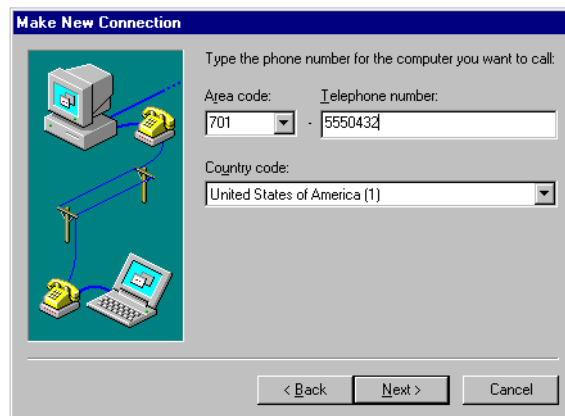 Make New Connection
Type the phone number for the computer you want to call:
Area code: Telephone number:
701 - 5550432
Country code:
United States of America (1)
< Back Next > Cancel